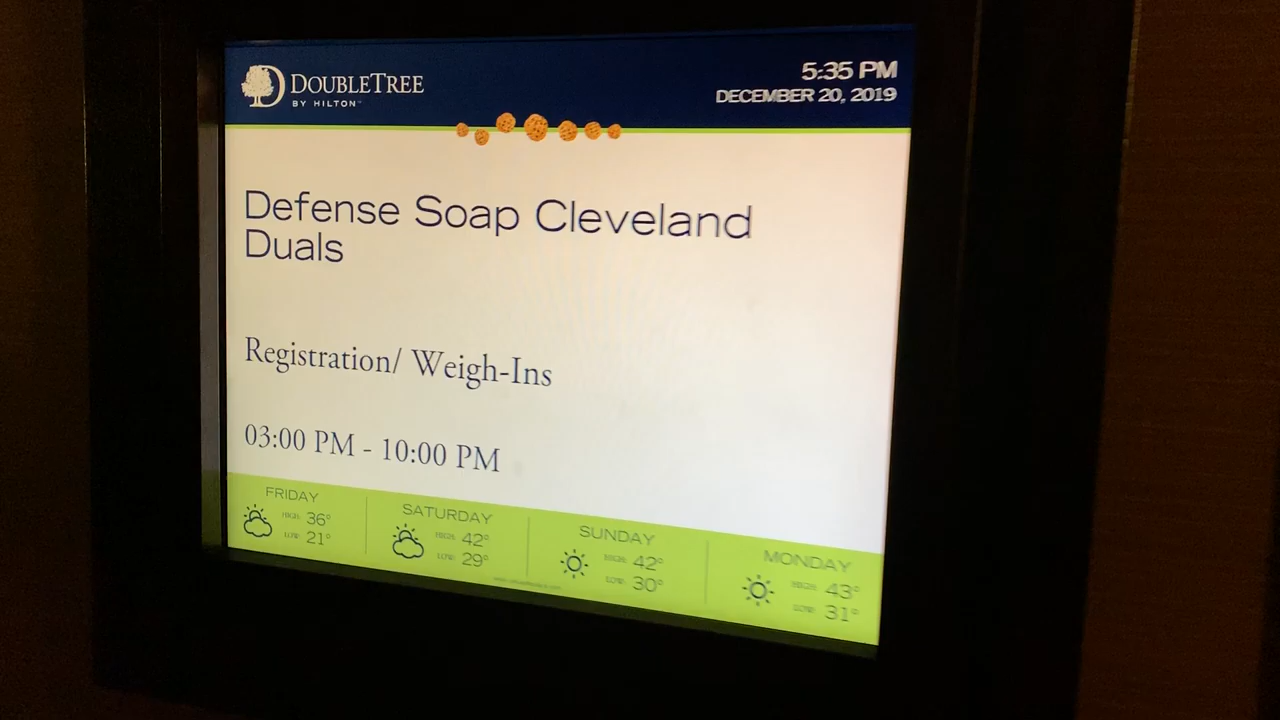 DOUBLETREE
BY HILTON™
5:35 PM
DECEMBER 20, 2019
Defense Soap Cleveland
Duals
Registration/ Weigh-Ins
03:00 PM - 10:00 PM
FRIDAY
HIGH: 36°
LOW: 21°
SATURDAY
HIGH: 42°
LOW: 29°
SUNDAY
HIGH: 42°
LOW: 30°
MONDAY
HIGH: 43°
LOW: 31°